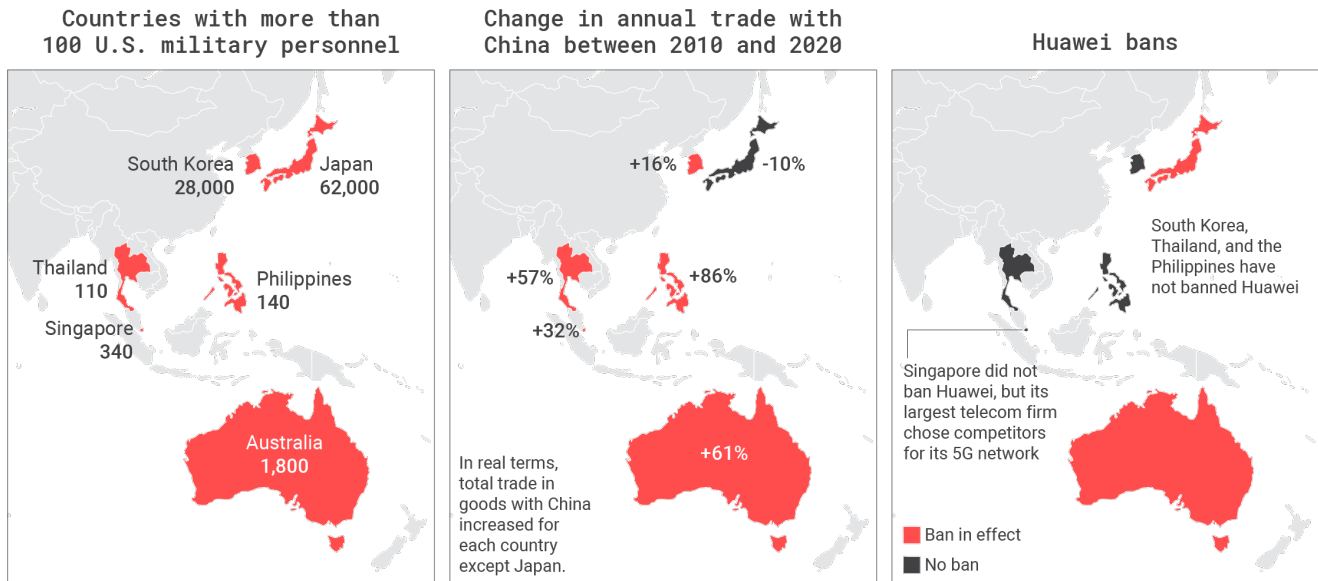 Countries with more than
100 U.S. military personnel
South Korea
28,000
Japan
62,000
Thailand
110
Philippines
140
Singapore
340
Australia
1,800
Change in annual trade with
China between 2010 and 2020
+16%
-10%
+57%
+86%
+32%
+61%
In real terms,
total trade in
goods with China
increased for
each country
except Japan.
Huawei bans
South Korea,
Thailand, and the
Philippines have
not banned Huawei
Singapore did not
ban Huawei, but its
largest telecom firm
chose competitors
for its 5G network
Ban in effect
No ban